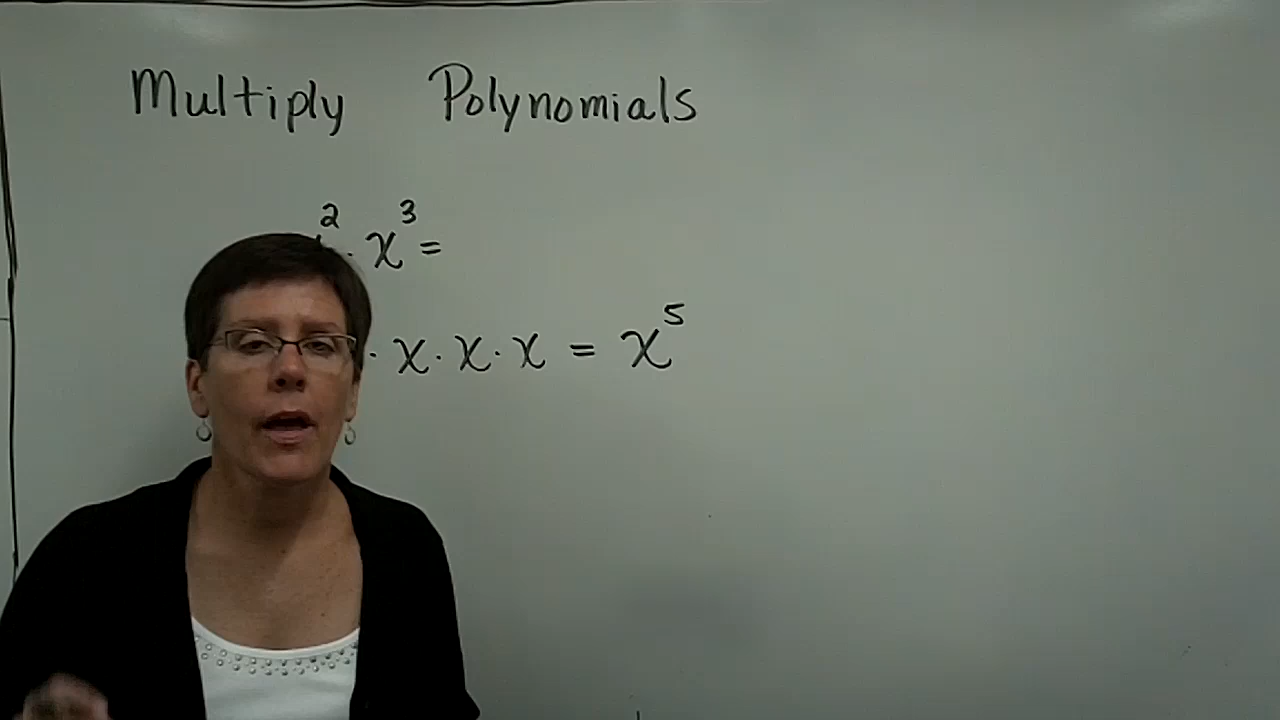 Multiply Polynomials
² · x³ =
· x · x · x = x⁵